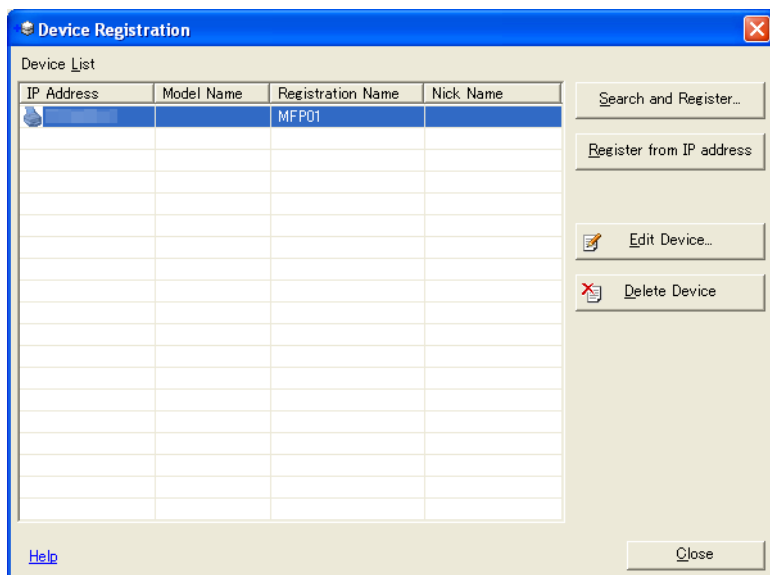 Device Registration
Device List
IP Address Model Name Registration Name Nick Name
MFP01
Search and Register...
Register from IP address
Edit Device...
Delete Device
Help
Close